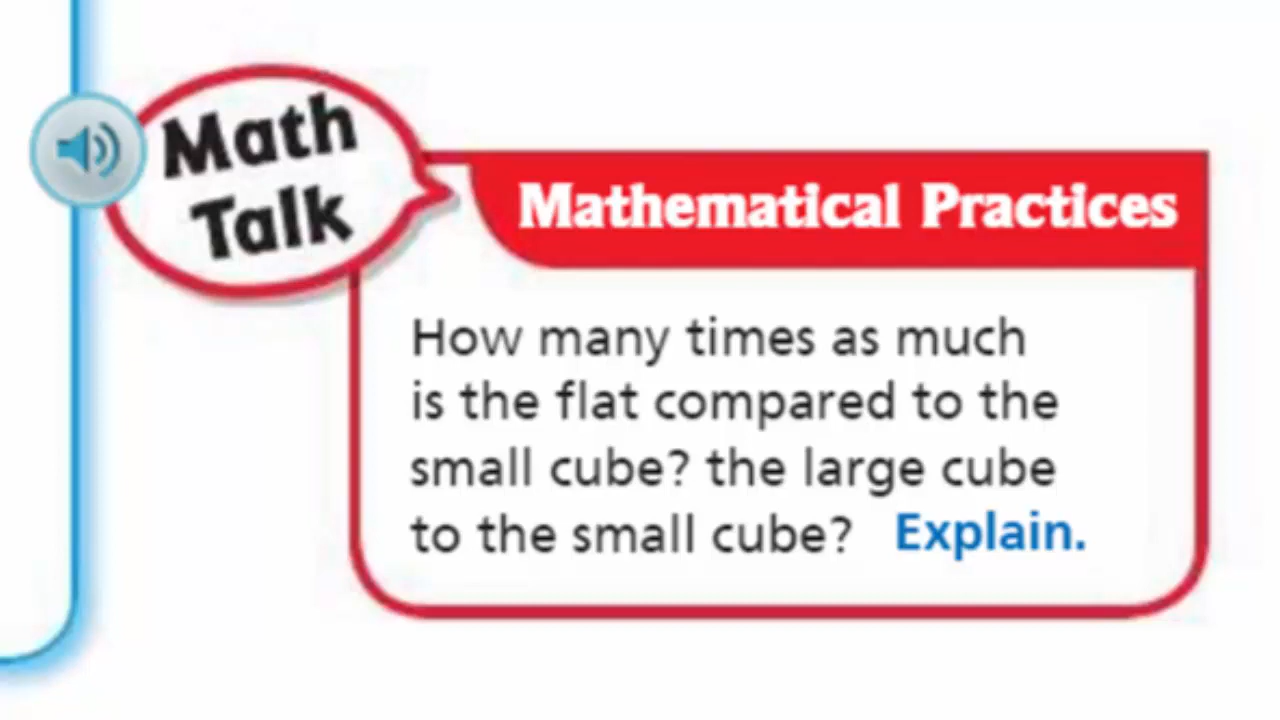 Math
Talk
Mathematical Practices
How many times as much
is the flat compared to the
small cube? the large cube
to the small cube? Explain.